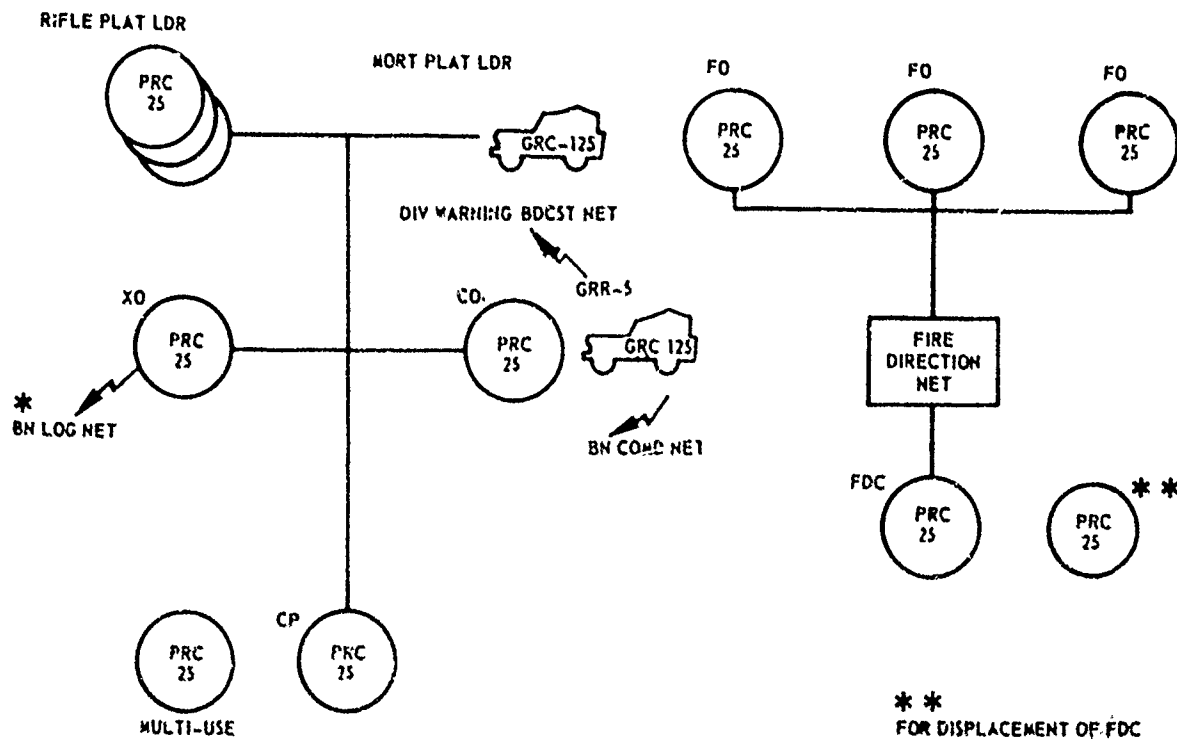 RIFLE PLAT LDR
PRC
25
MORT PLAT LDR
GRC-125
FO
PRC
25
FO
PRC
25
FO
PRC
25
DIV WARNING BDCST NET
GRR-5
XO
PRC
25
CO.
PRC
25
GRC 125
FIRE
DIRECTION
NET
*
BN LOG NET
BN COMD NET
FDC
PRC
25
PRC
25
* *
PRC
25
MULTI-USE
CP
PRC
25
* *
FOR DISPLACEMENT OF FDC